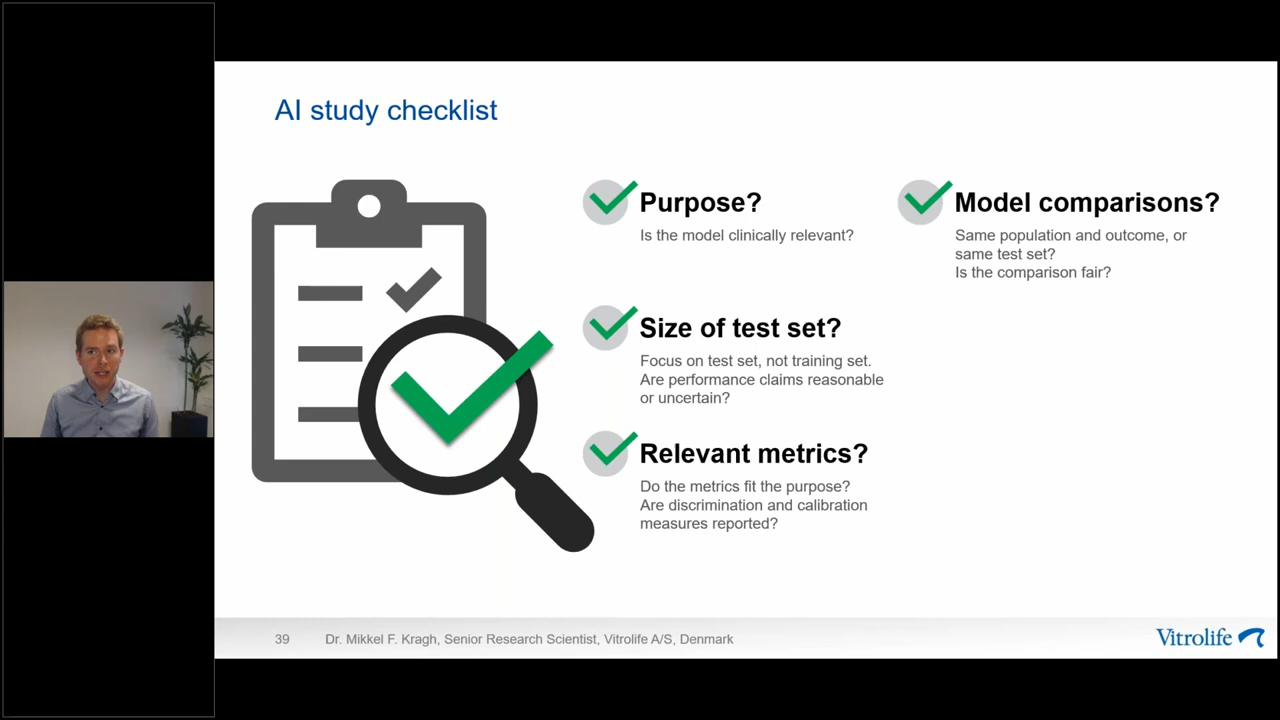 AI study checklist
Purpose?
Is the model clinically relevant?
Size of test set?
Focus on test set, not training set.
Are performance claims reasonable
or uncertain?
Relevant metrics?
Do the metrics fit the purpose?
Are discrimination and calibration
measures reported?
Model comparisons?
Same population and outcome, or
same test set?
Is the comparison fair?
39
Dr. Mikkel F. Kragh, Senior Research Scientist, Vitrolife A/S, Denmark
Vitrolife